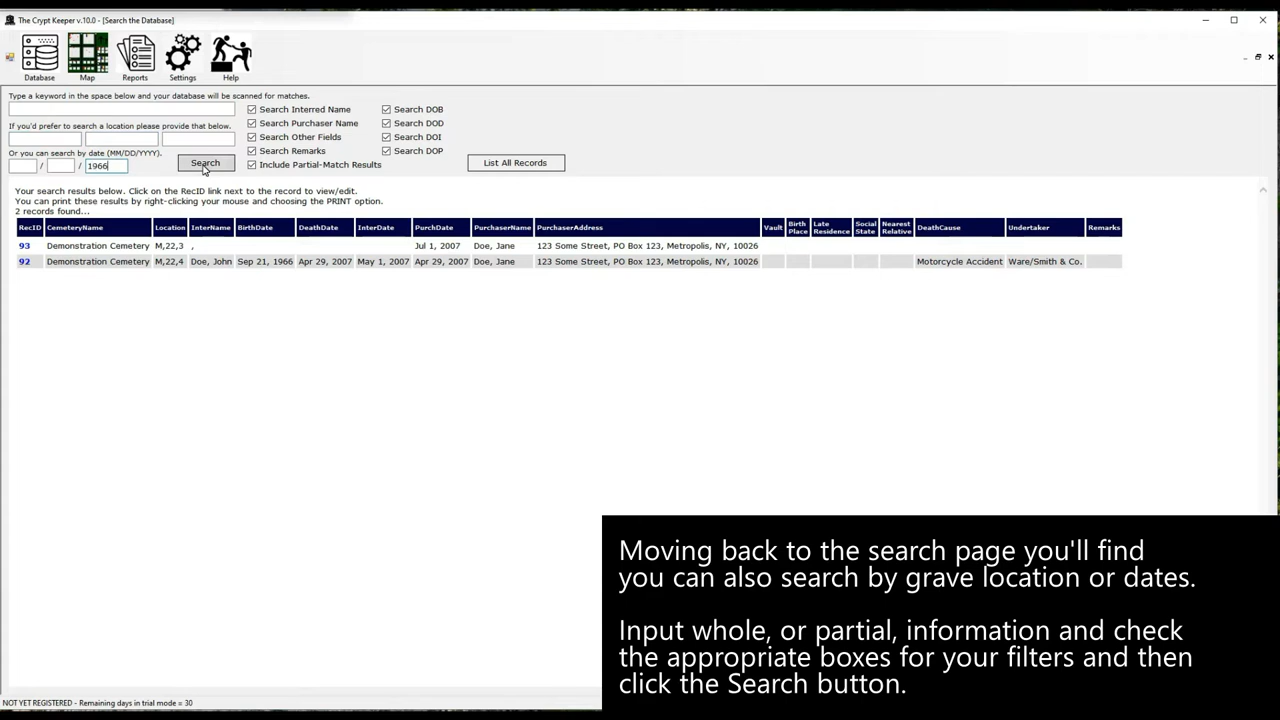 The Crypt Keeper v.10.0 - [Search the Database]
Database Map Reports Settings Help
Type a keyword in the space below and your database will be scanned for matches.
Search Interred Name Search DOB
If you'd prefer to search a location please provide that below.
Search Purchaser Name Search DOD
Search Other Fields Search DOI
Or you can search by date (MM/DD/YYYY).
Search Remarks Search DOP
/ / 1966 Search Include Partial-Match Results List All Records
Your search results below. Click on the RecID link next to the record to view/edit.
You can print these results by right-clicking your mouse and choosing the PRINT option.
2 records found...
RecID CemeteryName Location InterName BirthDate DeathDate InterDate PurchDate PurchaserName PurchaserAddress Vault Birth Place Late Residence Social State Nearest Relative DeathCause Undertaker Remarks
93 Demonstration Cemetery M,22,3 , Jul 1, 2007 Doe, Jane 123 Some Street, PO Box 123, Metropolis, NY, 10026
92 Demonstration Cemetery M,22,4 Doe, John Sep 21, 1966 Apr 29, 2007 May 1, 2007 Apr 29, 2007 Doe, Jane 123 Some Street, PO Box 123, Metropolis, NY, 10026 Motorcycle Accident Ware/Smith & Co.
Moving back to the search page you'll find
you can also search by grave location or dates.
Input whole, or partial, information and check
the appropriate boxes for your filters and then
click the Search button.
NOT YET REGISTERED - Remaining days in trial mode = 30